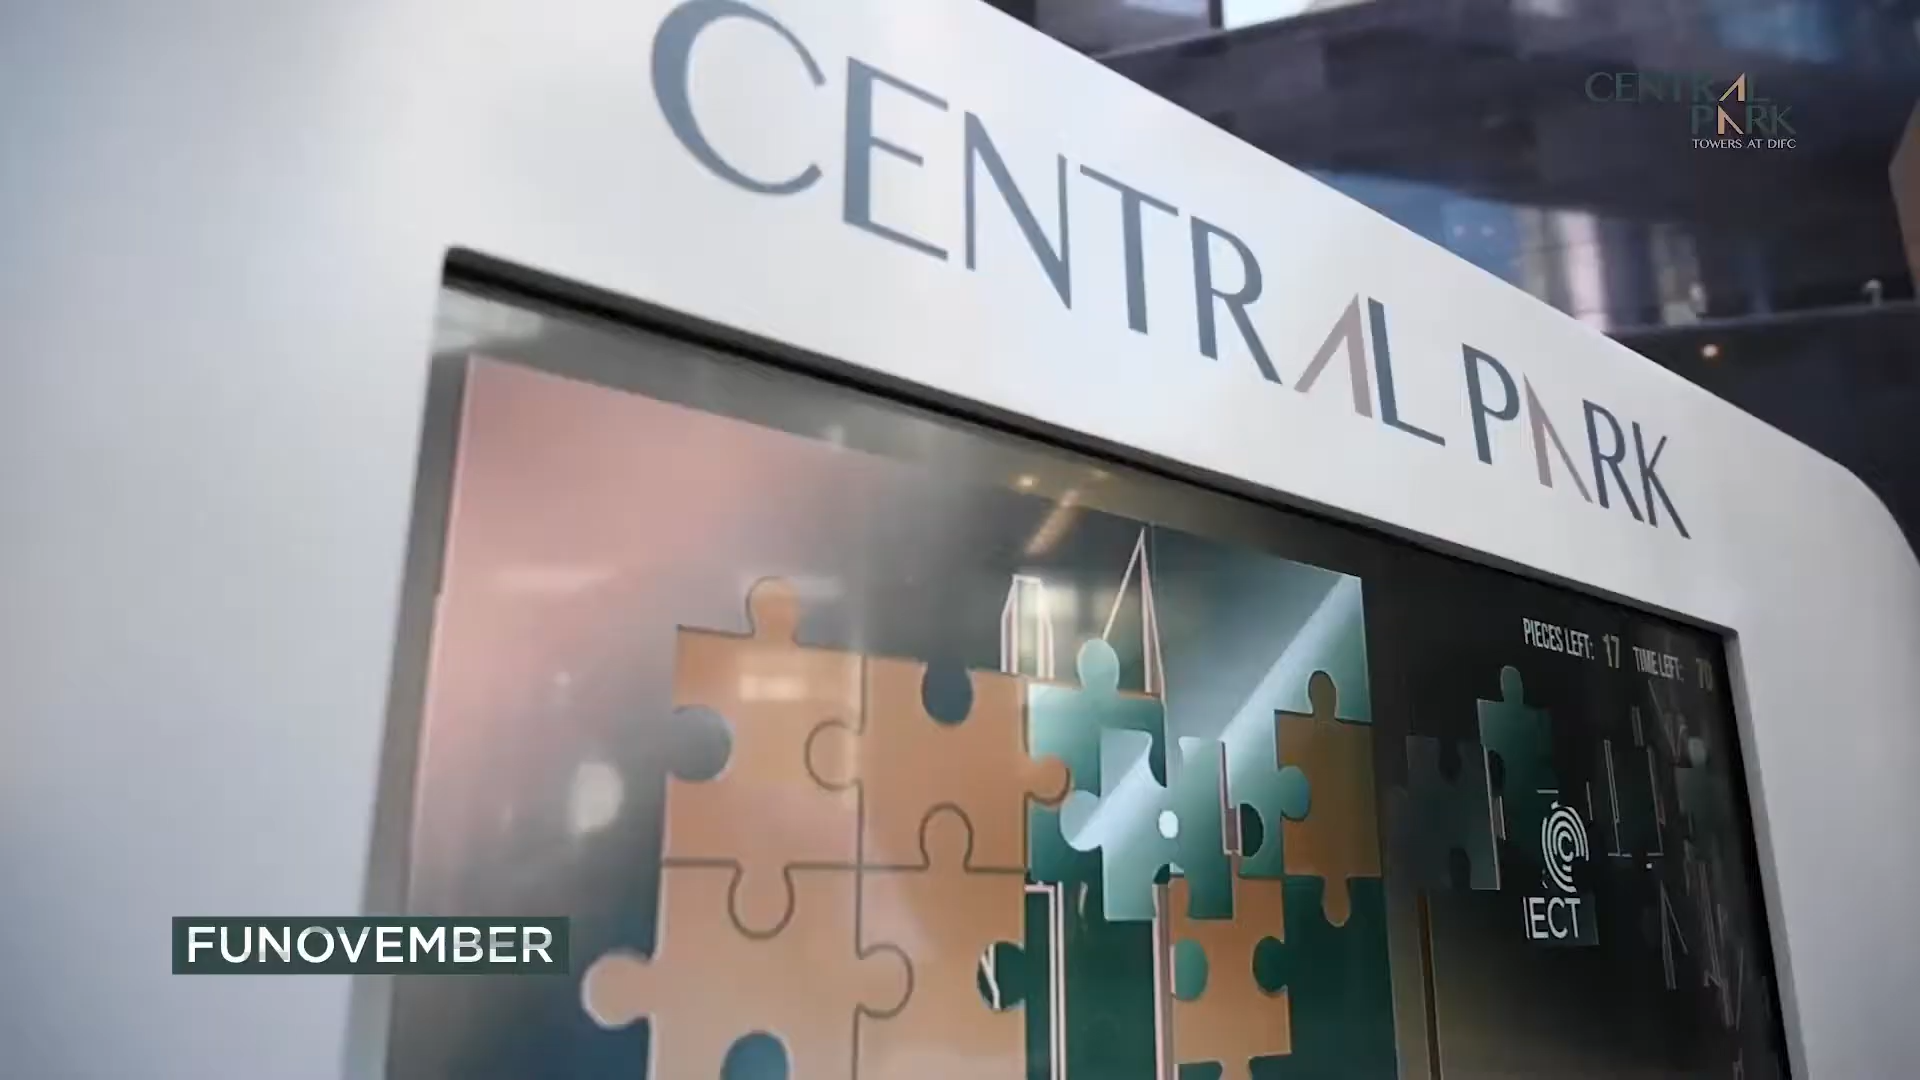 CENTRAL PARK
CENTRAL
PARK
TOWERS AT DIFC
PIECES LEFT: 17 TIME LEFT: 70
IECT
FUNOVEMBER